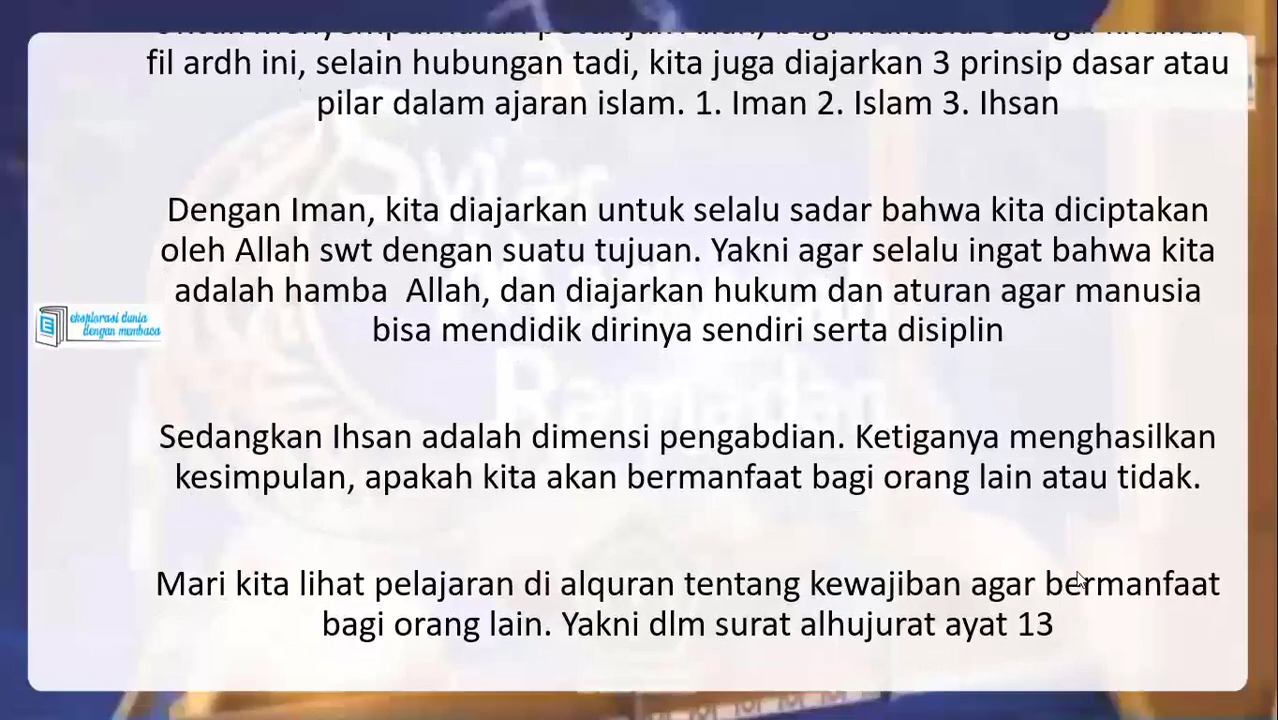 fil ardh ini, selain hubungan tadi, kita juga diajarkan 3 prinsip dasar atau
pilar dalam ajaran islam. 1. Iman 2. Islam 3. Ihsan
Dengan Iman, kita diajarkan untuk selalu sadar bahwa kita diciptakan
oleh Allah swt dengan suatu tujuan. Yakni agar selalu ingat bahwa kita
adalah hamba  Allah, dan diajarkan hukum dan aturan agar manusia
bisa mendidik dirinya sendiri serta disiplin
eksplorasi dunia
dengan membaca
Sedangkan Ihsan adalah dimensi pengabdian. Ketiganya menghasilkan
kesimpulan, apakah kita akan bermanfaat bagi orang lain atau tidak.
Mari kita lihat pelajaran di alquran tentang kewajiban agar bermanfaat
bagi orang lain. Yakni dlm surat alhujurat ayat 13
Syi'ar
Ramadan